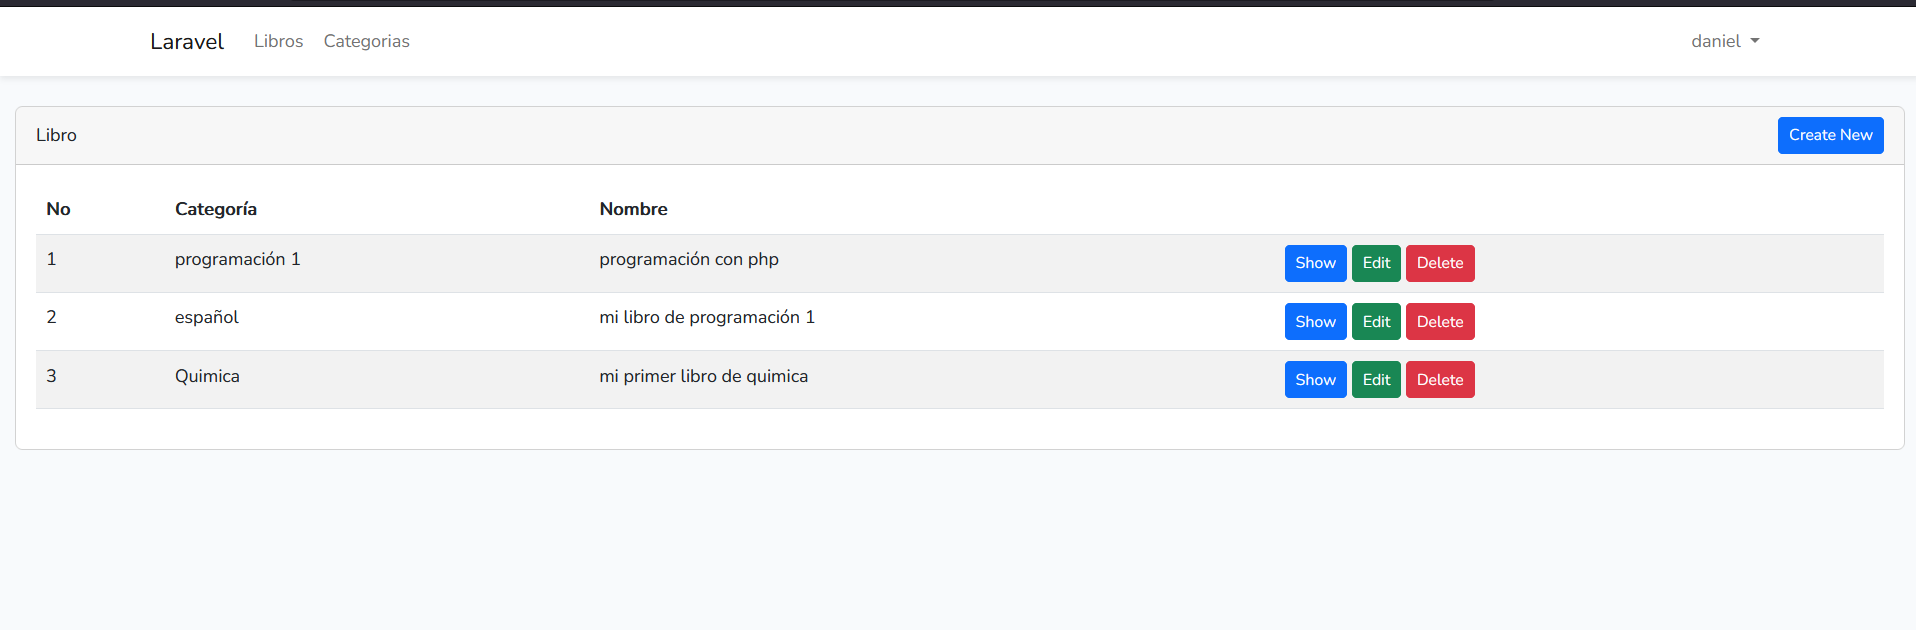 Laravel Libros Categorias daniel
Libro Create New
No Categoría Nombre
1 programación 1 programación con php Show Edit Delete
2 español mi libro de programación 1 Show Edit Delete
3 Quimica mi primer libro de quimica Show Edit Delete